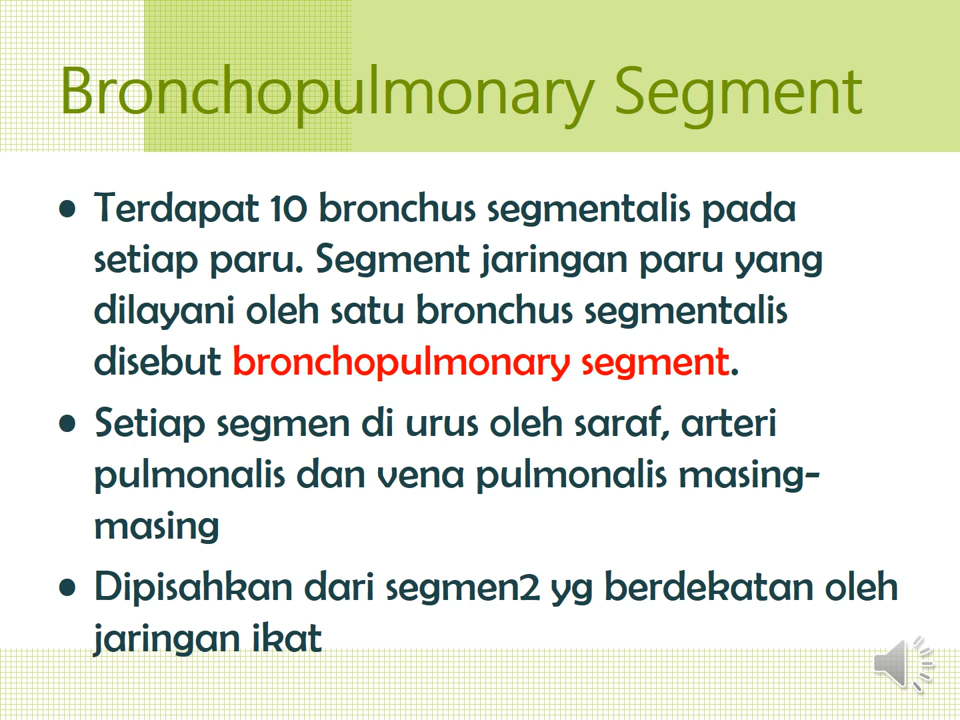 Bronchopulmonary Segment
• Terdapat 10 bronchus segmentalis pada
setiap paru. Segment jaringan paru yang
dilayani oleh satu bronchus segmentalis
disebut bronchopulmonary segment.
• Setiap segmen di urus oleh saraf, arteri
pulmonalis dan vena pulmonalis masing-
masing
• Dipisahkan dari segmen2 yg berdekatan oleh
jaringan ikat